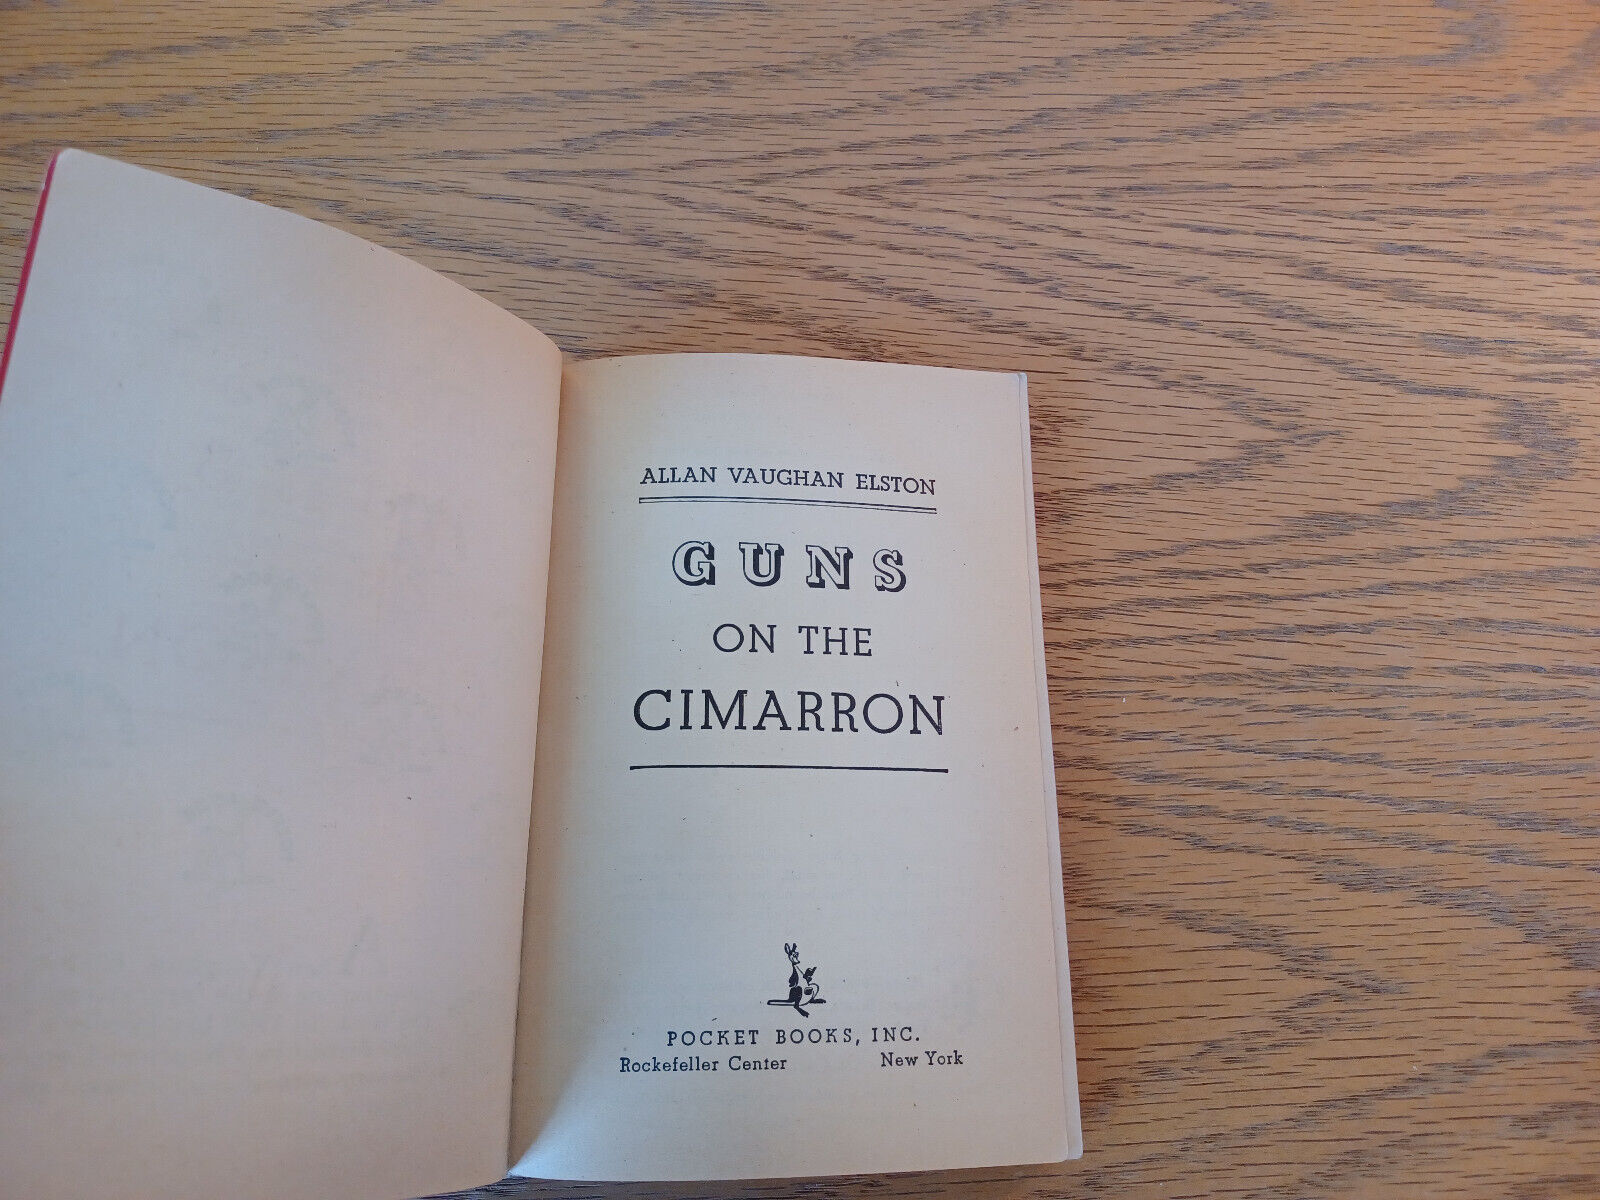 ALLAN VAUGHAN ELSTON
GUNS
ON THE
CIMARRON
POCKET BOOKS, INC.
Rockefeller Center New York